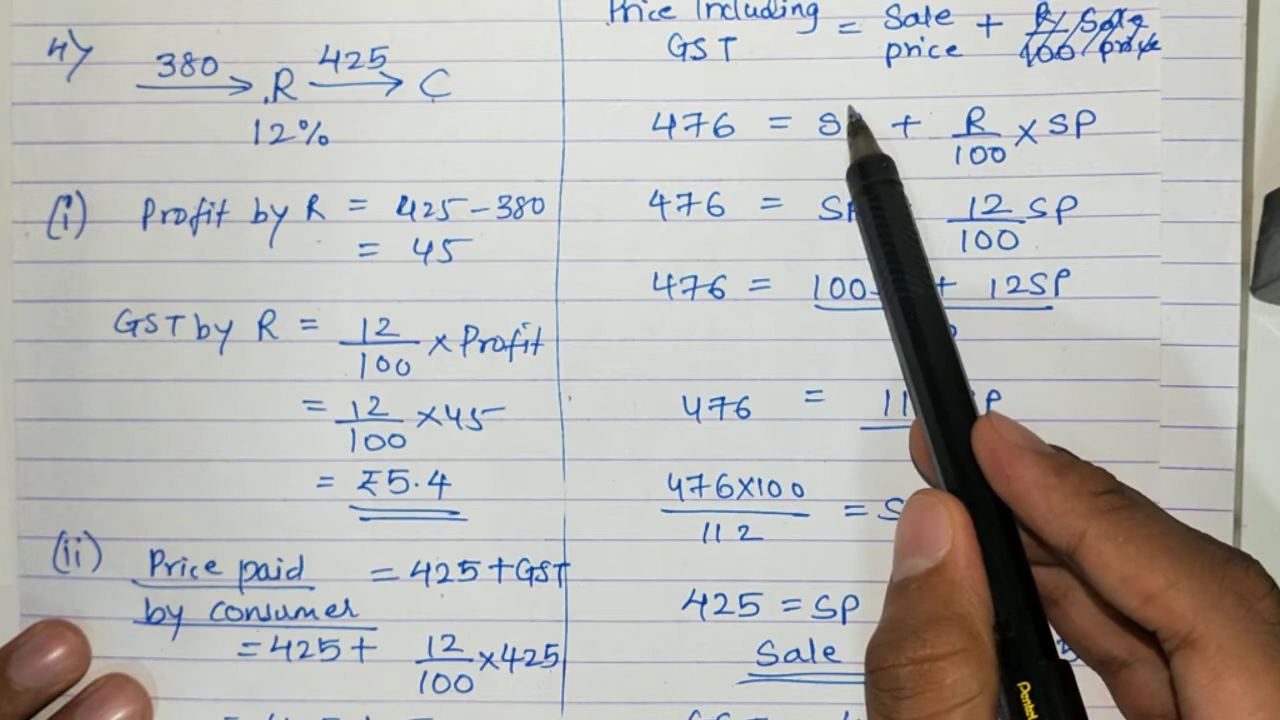 4)
380 R 425 C
12%
(i) Profit by R = 425 - 380
= 45
GST by R = 12/100 × Profit
= 12/100 × 45
= ₹5.4
(ii) Price paid by consumer = 425 + GST
= 425 + 12/100 × 425
Price Including GST = Sale price + R/100 Sale price
476 = S + R/100 × SP
476 = SP 12/100 SP
476 = 100 + 12SP
476 = 11 P
476×100/112 = S
425 = SP
Sale
Pentel